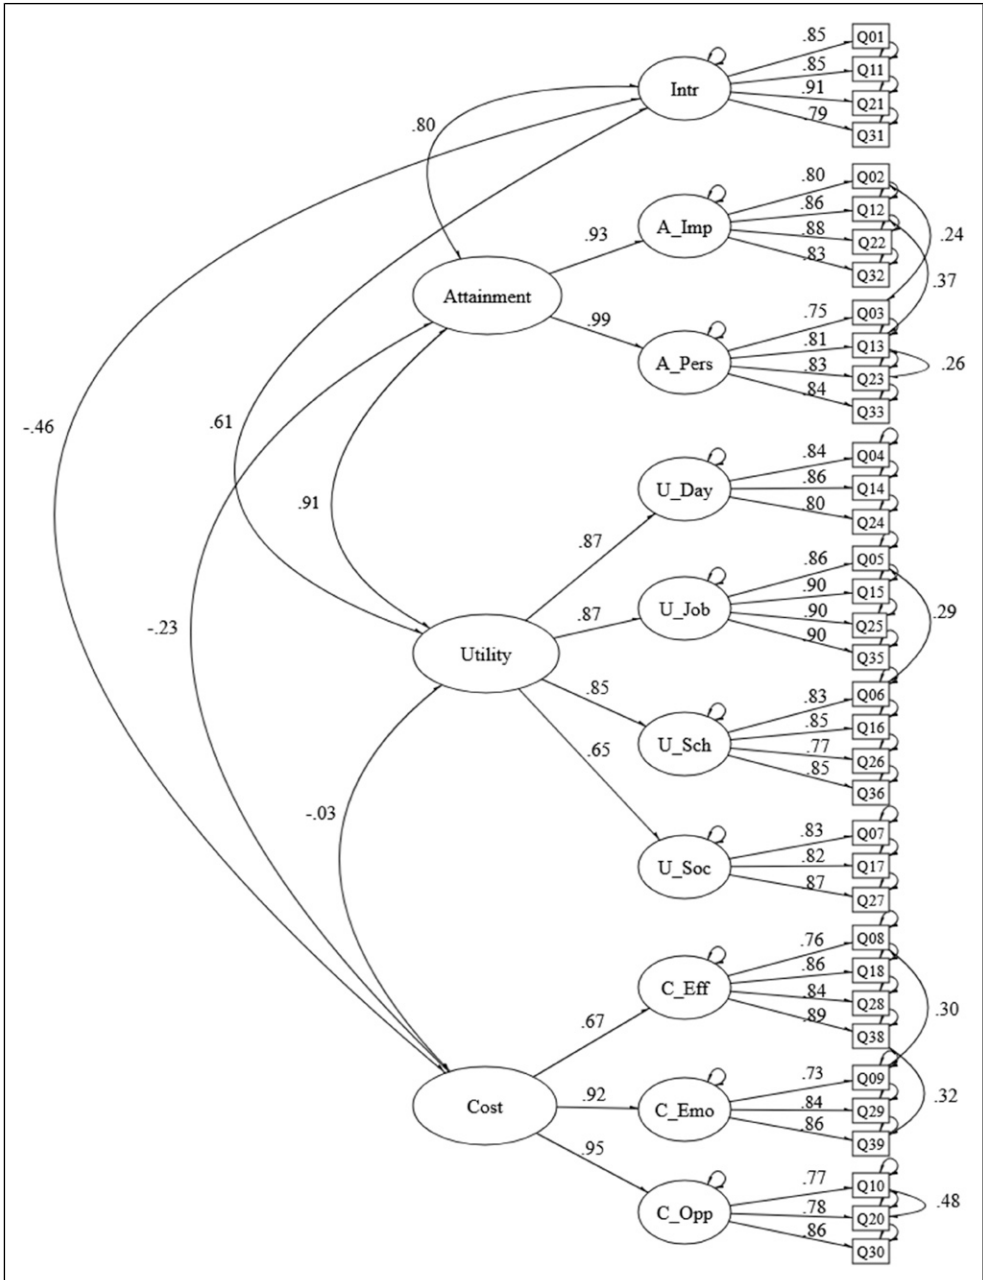 .85 Q01
.85 Q11
Intr .91 Q21
.79 Q31
.80
.80 Q02
.86 Q12
A_Imp .88 Q22 .24
.93 .83 Q32
.37
Attainment
.75 Q03
.99 .81 Q13
A_Pers .83 Q23 .26
.84 Q33
-.46 .61
.84 Q04
U_Day .86 Q14
.91 .80 Q24
.87
.86 Q05
U_Job .90 Q15
.87 .90 Q25 .29
-.23 .90 Q35
Utility
.85 .83 Q06
.85 Q16
U_Sch .77 Q26
.65 .85 Q36
-.03
.83 Q07
U_Soc .82 Q17
.87 Q27
.76 Q08
.86 Q18
C_Eff .84 Q28 .30
.67 .89 Q38
.73 Q09
Cost .92 C_Emo .84 Q29 .32
.86 Q39
.95
.77 Q10
C_Opp .78 Q20 .48
.86 Q30